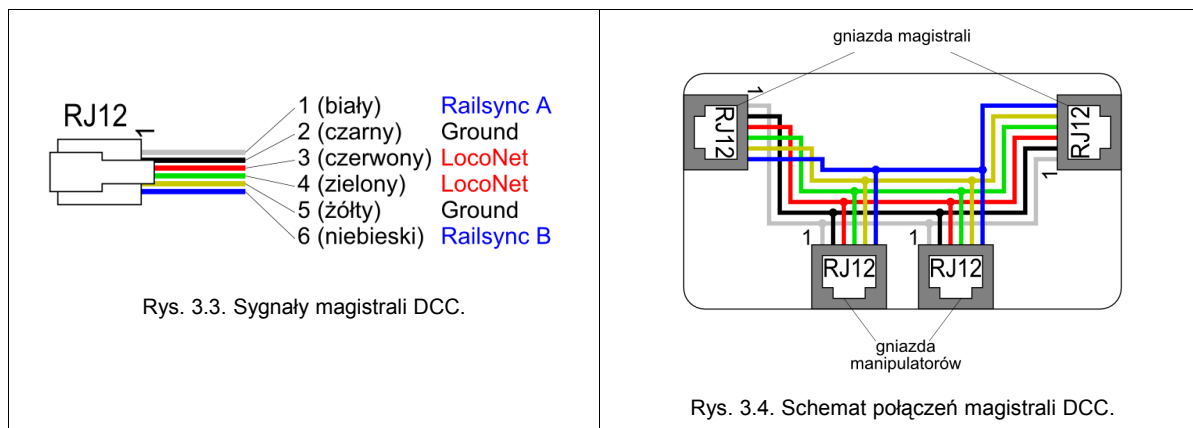 RJ12
1
1 (biały) Railsync A
2 (czarny) Ground
3 (czerwony) LocoNet
4 (zielony) LocoNet
5 (żółty) Ground
6 (niebieski) Railsync B
Rys. 3.3. Sygnały magistrali DCC.
gniazda magistrali
1
RJ12
RJ12
1
1
RJ12
1
RJ12
gniazda
manipulatorów
Rys. 3.4. Schemat połączeń magistrali DCC.